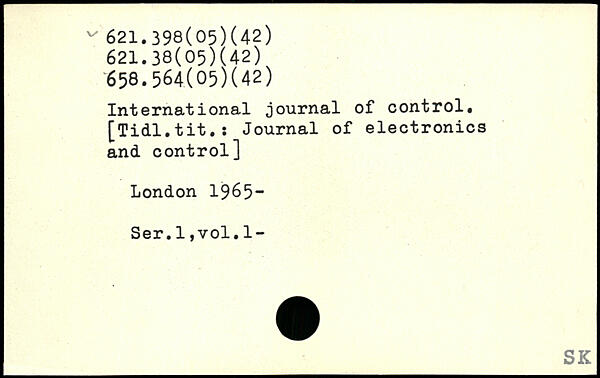 621.398(05)(42)
621.38(05)(42)
658.564(05)(42)
International journal of control.
[Tidl.tit.: Journal of electronics
and control]
London 1965-
Ser.1,vol.1-
SK